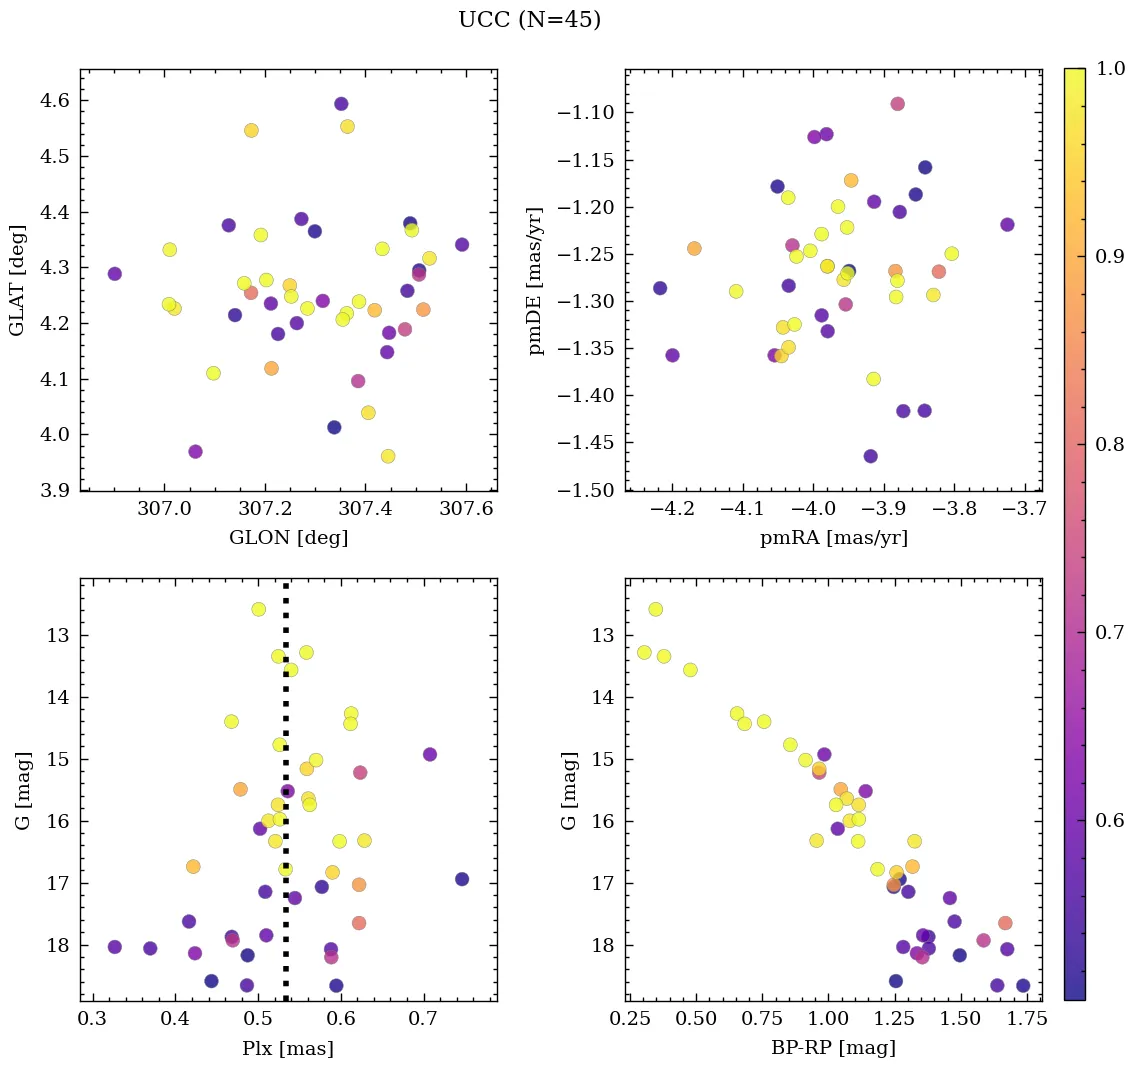 UCC (N=45)
4.6
4.5
4.4
4.3
4.2
4.1
4.0
3.9
GLAT [deg]
307.0 307.2 307.4 307.6
GLON [deg]
−1.10
−1.15
−1.20
−1.25
−1.30
−1.35
−1.40
−1.45
−1.50
pmDE [mas/yr]
−4.2 −4.1 −4.0 −3.9 −3.8 −3.7
pmRA [mas/yr]
1.0
0.9
0.8
0.7
0.6
13
14
15
16
17
18
G [mag]
0.3 0.4 0.5 0.6 0.7
Plx [mas]
13
14
15
16
17
18
G [mag]
0.25 0.50 0.75 1.00 1.25 1.50 1.75
BP-RP [mag]